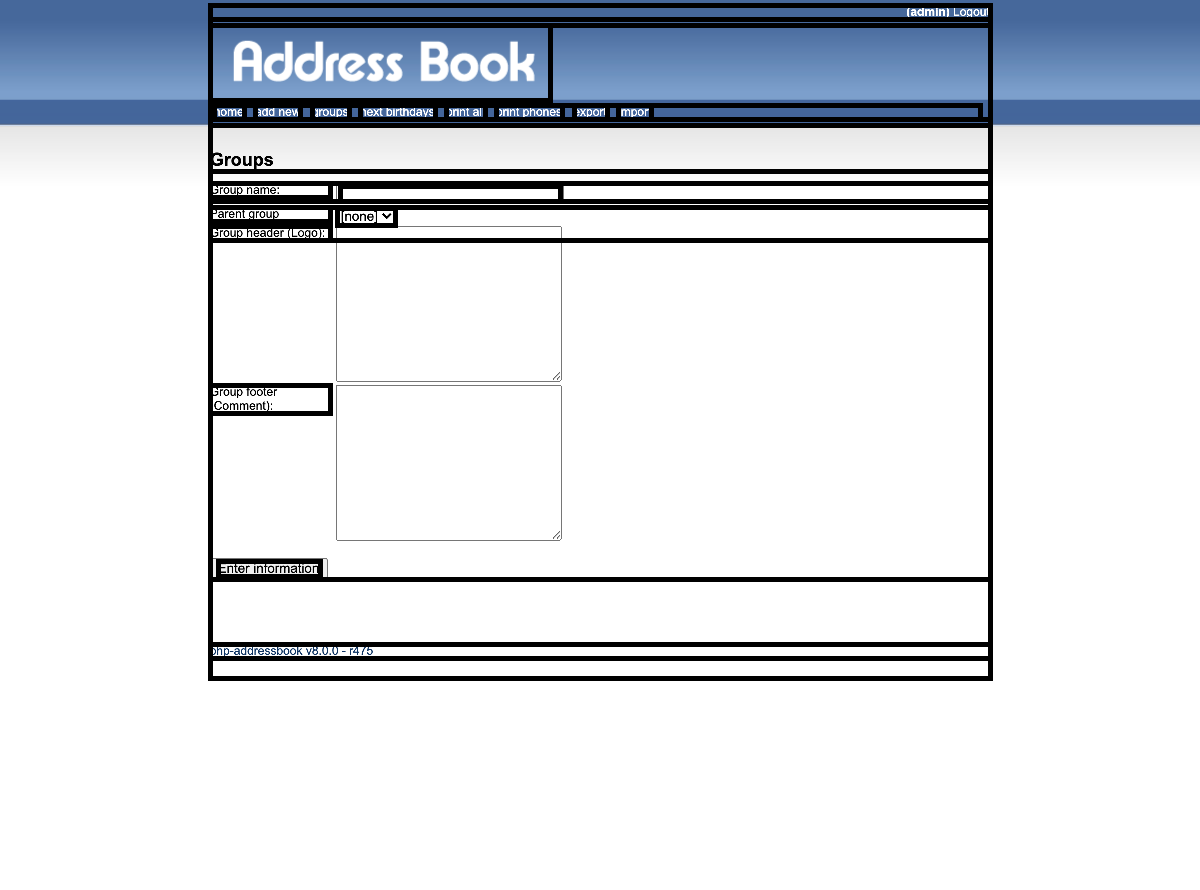 (admin) Logout
Address Book
home add new groups next birthdays print all print phones export import
Groups
Group name:
Parent group
[none]
Group header (Logo):
Group footer
(Comment):
Enter information
php-addressbook v8.0.0 - r475